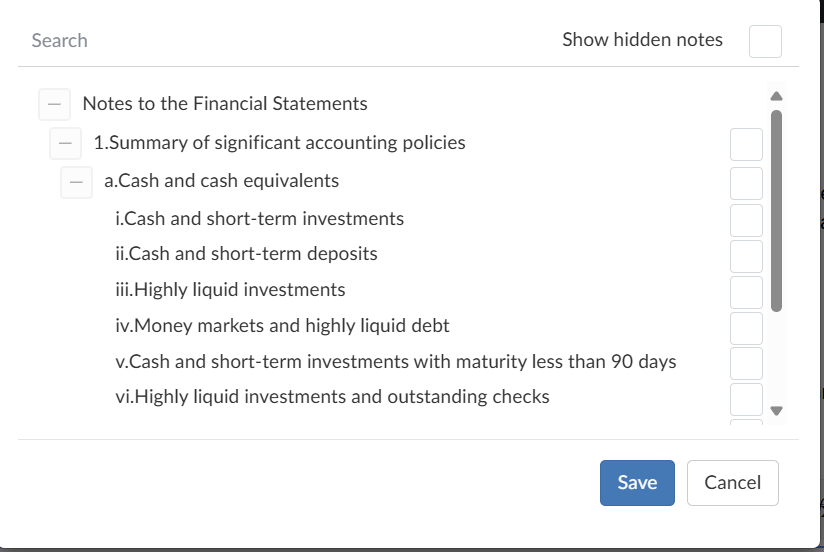 Search
Show hidden notes
Notes to the Financial Statements
1.Summary of significant accounting policies
a.Cash and cash equivalents
i.Cash and short-term investments
ii.Cash and short-term deposits
iii.Highly liquid investments
iv.Money markets and highly liquid debt
v.Cash and short-term investments with maturity less than 90 days
vi.Highly liquid investments and outstanding checks
Save
Cancel